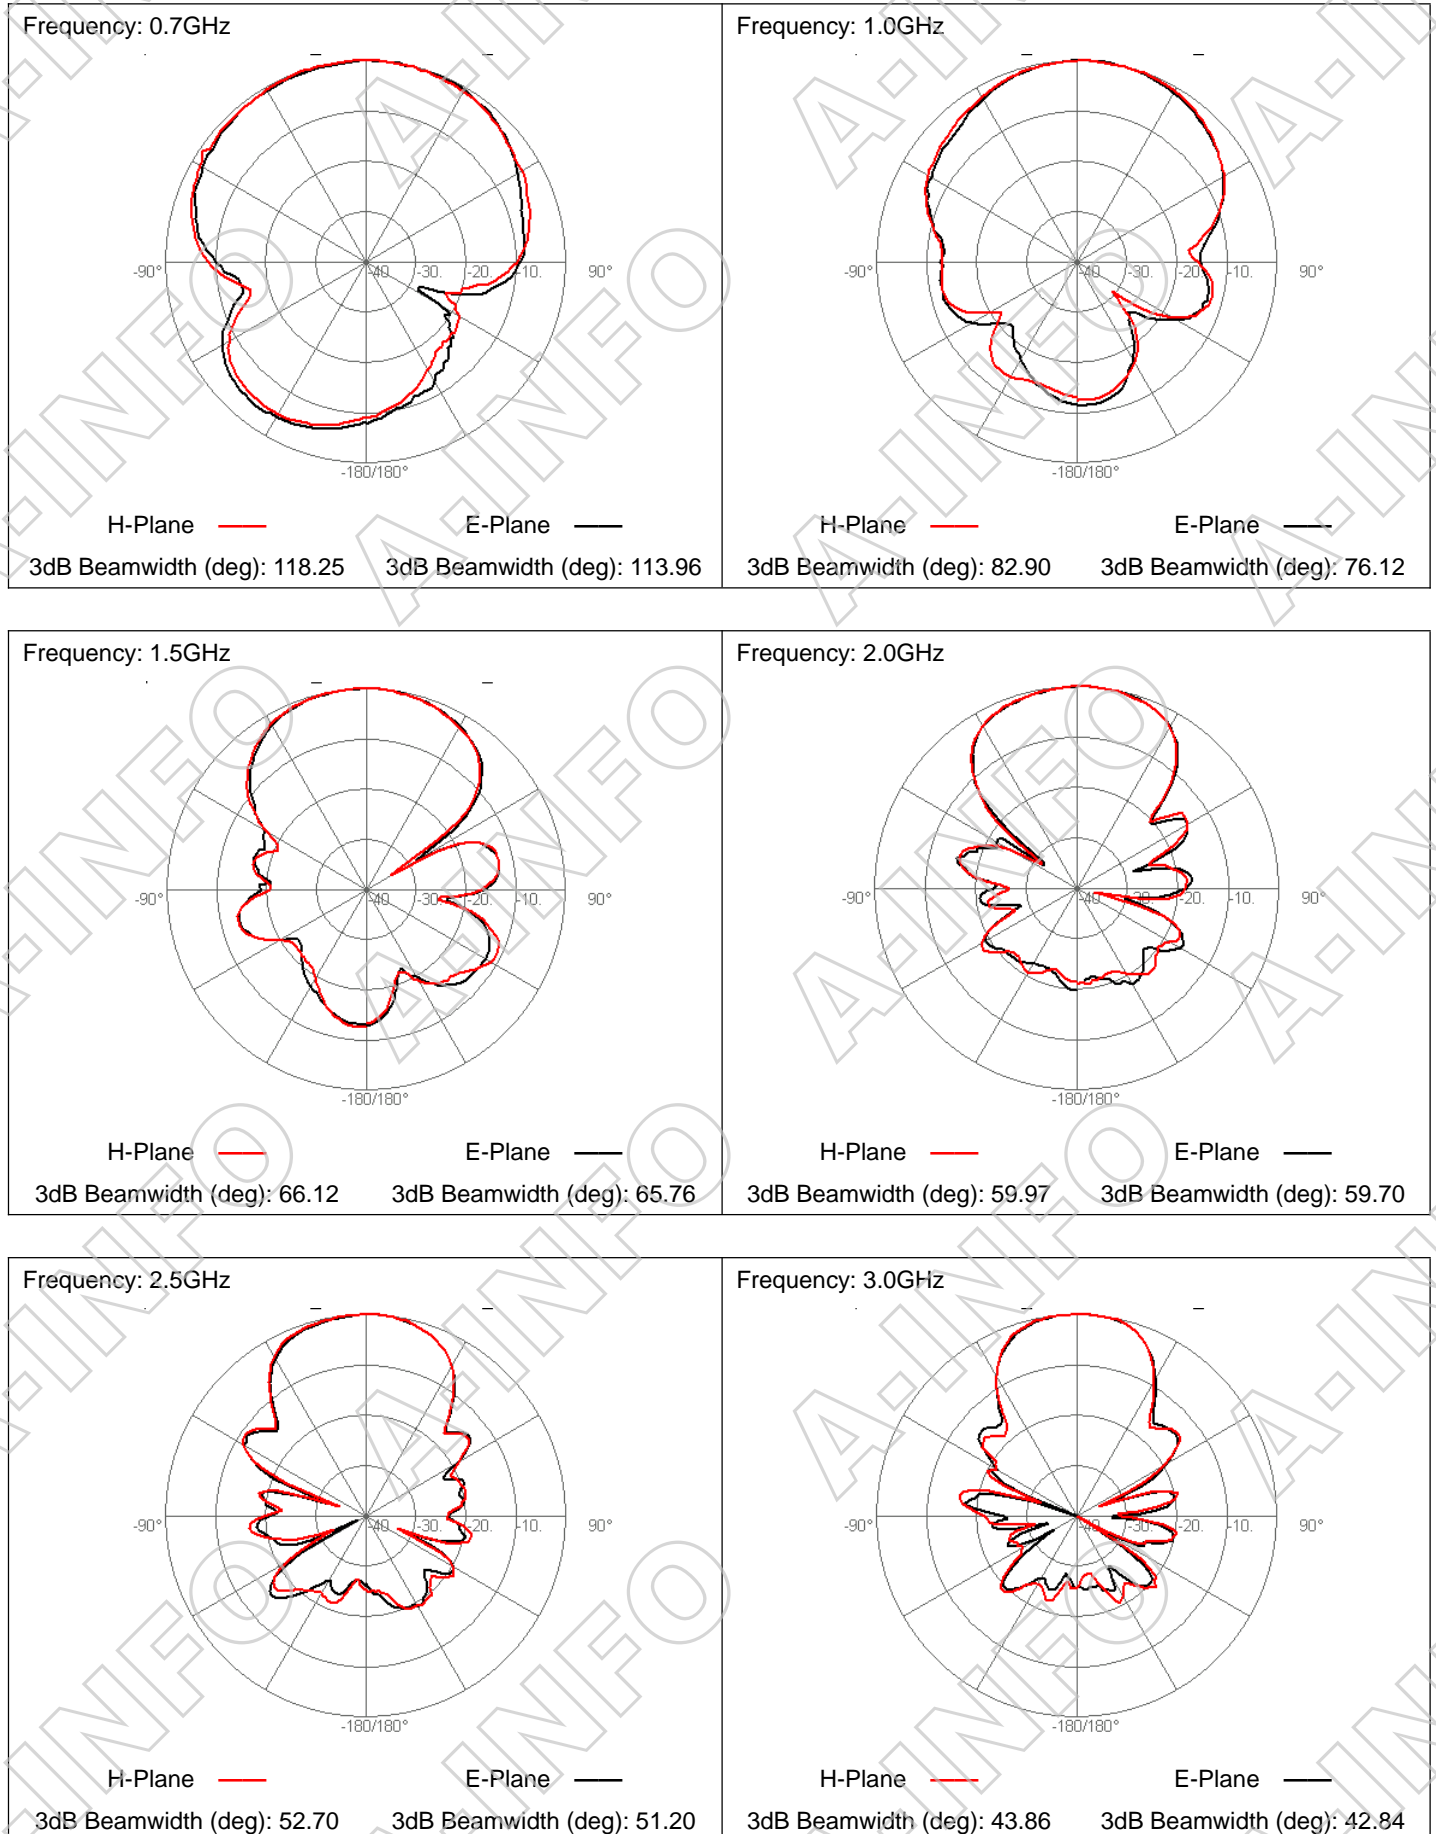 Frequency: 0.7GHz
-90° -40 -30. -20. -10. 90°
-180/180°
H-Plane E-Plane
3dB Beamwidth (deg): 118.25 3dB Beamwidth (deg): 113.96
Frequency: 1.0GHz
-90° -40 -30. -20. -10. 90°
-180/180°
H-Plane E-Plane
3dB Beamwidth (deg): 82.90 3dB Beamwidth (deg): 76.12
Frequency: 1.5GHz
-90° -40 -30. -20. -10. 90°
-180/180°
H-Plane E-Plane
3dB Beamwidth (deg): 66.12 3dB Beamwidth (deg): 65.76
Frequency: 2.0GHz
-90° -40 -30. -20. -10. 90°
-180/180°
H-Plane E-Plane
3dB Beamwidth (deg): 59.97 3dB Beamwidth (deg): 59.70
Frequency: 2.5GHz
-90° -40 -30. -20. -10. 90°
-180/180°
H-Plane E-Plane
3dB Beamwidth (deg): 52.70 3dB Beamwidth (deg): 51.20
Frequency: 3.0GHz
-90° -40 -30. -20. -10. 90°
-180/180°
H-Plane E-Plane
3dB Beamwidth (deg): 43.86 3dB Beamwidth (deg): 42.84
A-INFO